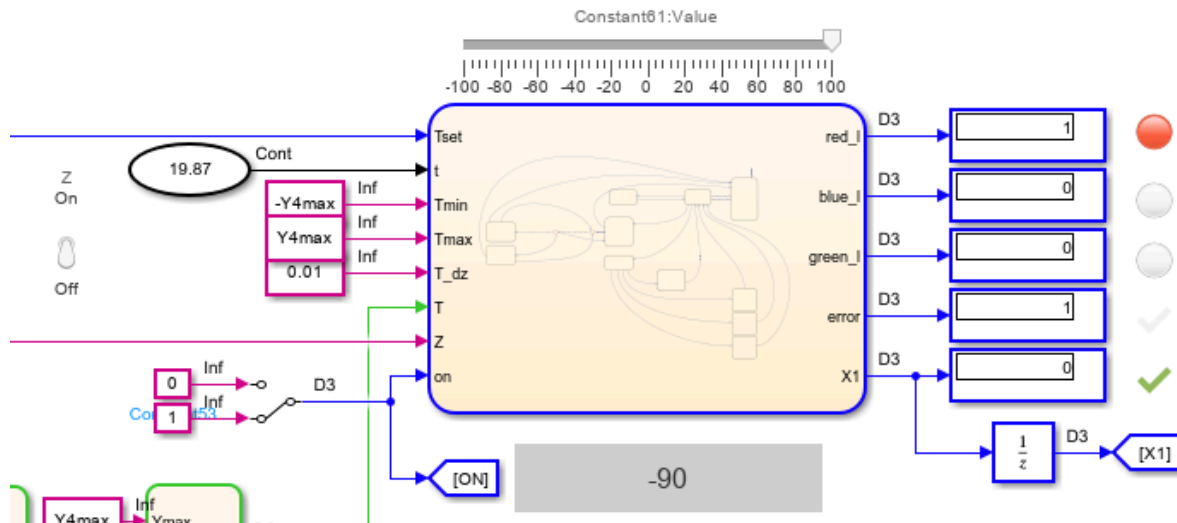 Constant61:Value
-100 -80 -60 -40 -20 0 20 40 60 80 100
Tset
t
Tmin
Tmax
T_dz
T
Z
on
red_l
blue_l
green_l
error
X1
Cont
19.87
Inf
-Y4max
Inf
Y4max
Inf
0.01
Z
On
Off
0
Inf
1
Inf
D3
[ON]
-90
D3
1
D3
0
D3
0
D3
1
D3
0
1
z
D3
[X1]
Y4max
Inf
Ymax